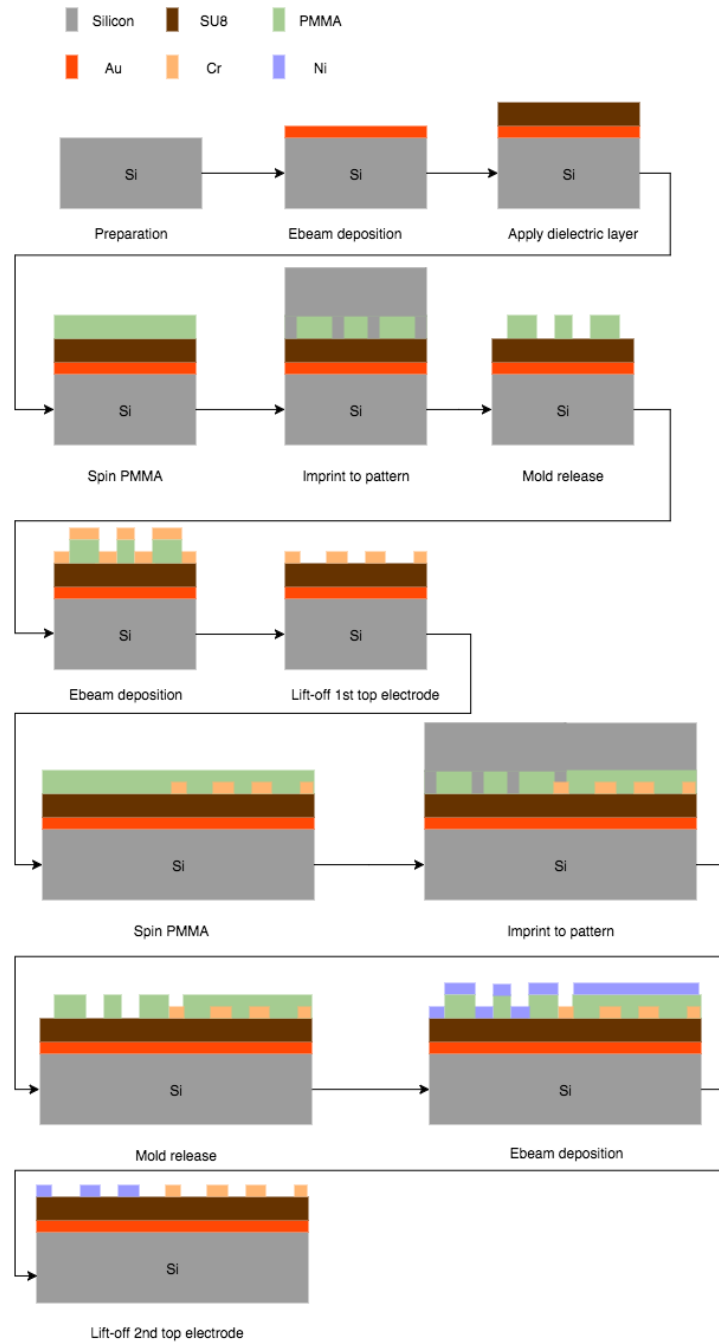 Silicon SU8 PMMA
Au Cr Ni
Si Si Si
Preparation Ebeam deposition Apply dielectric layer
Si Si Si
Spin PMMA Imprint to pattern Mold release
Si Si
Ebeam deposition Lift-off 1st top electrode
Si Si
Spin PMMA Imprint to pattern
Si Si
Mold release Ebeam deposition
Si
Lift-off 2nd top electrode